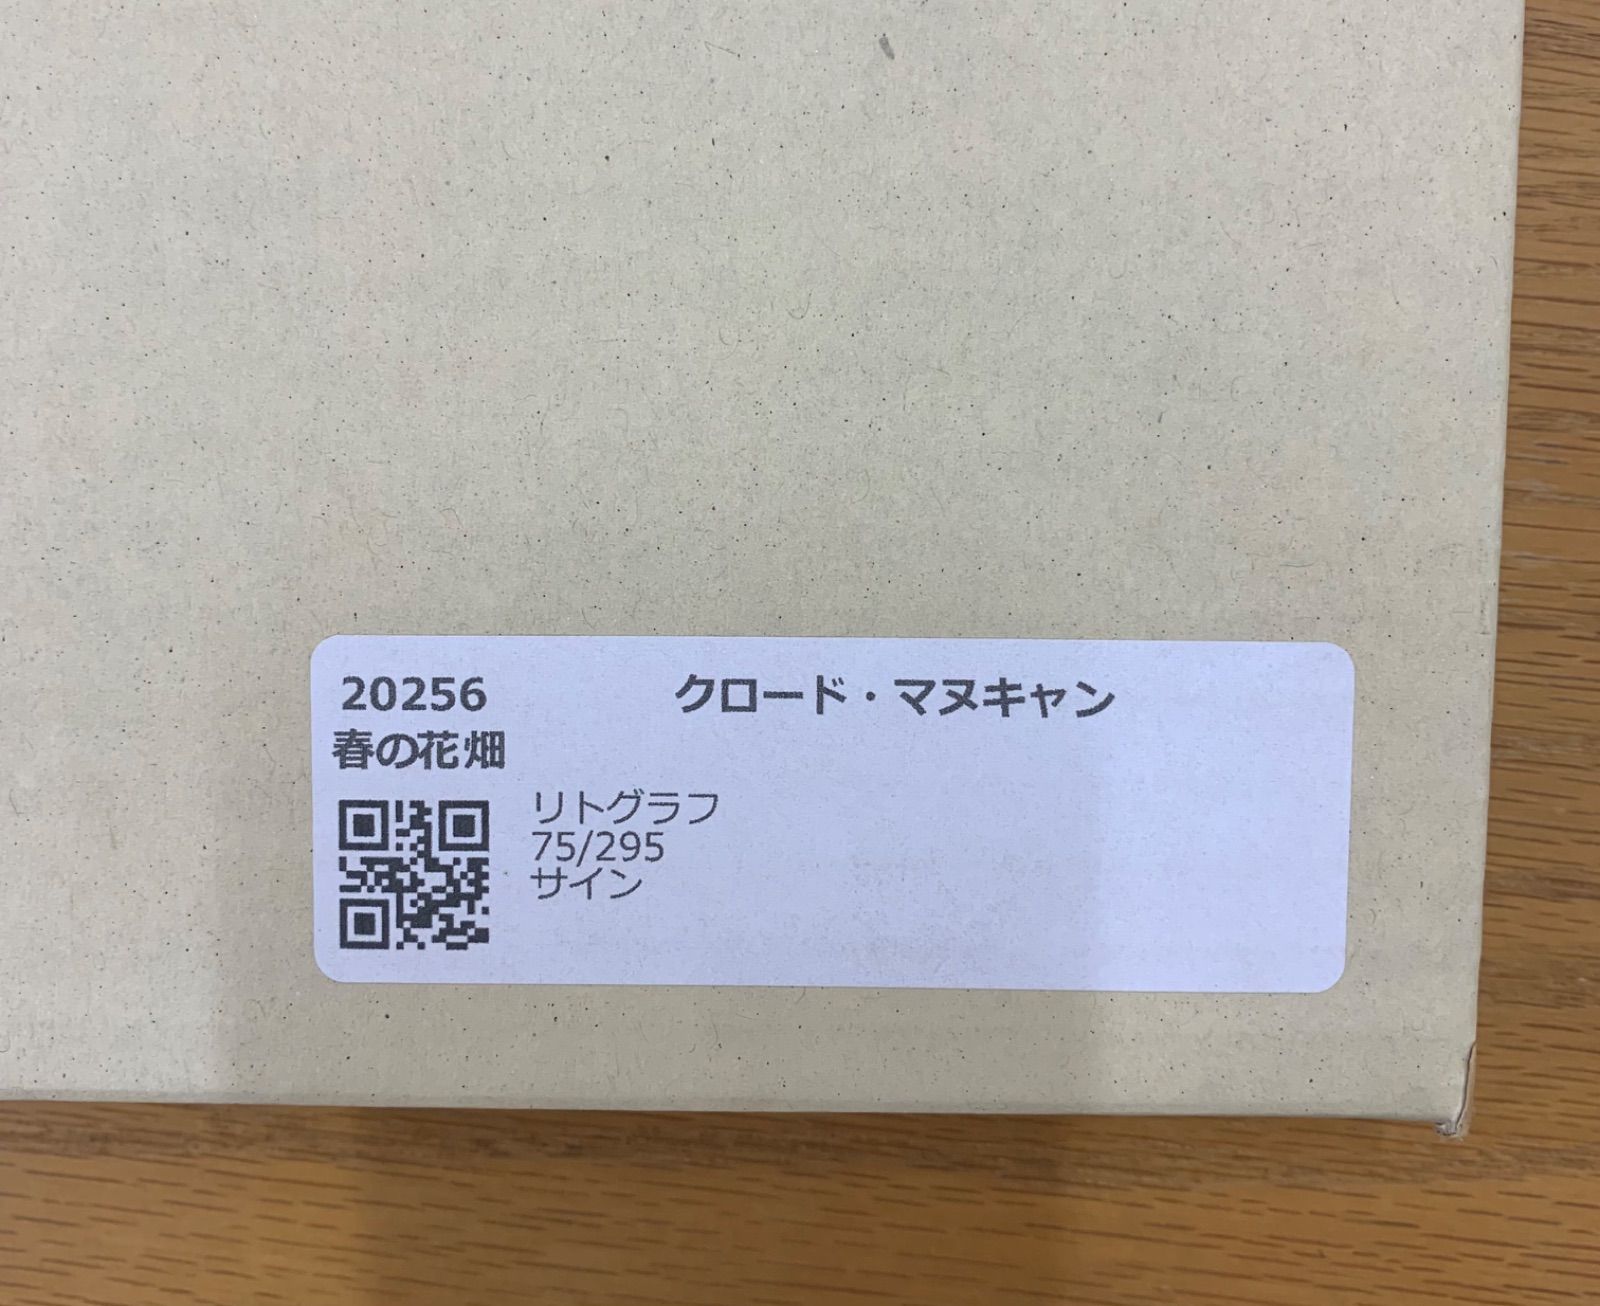 20256 クロード・マヌキャン
春の花畑
リトグラフ
75/295
サイン